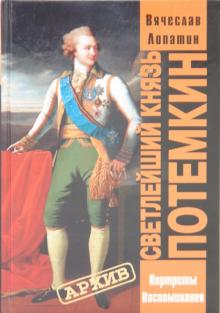 Вячеслав
Лопатин
СВЕТЛЕЙШИЙ КНЯЗЬ
ПОТЕМКИН
АРХИВ
Портреты
Воспоминания